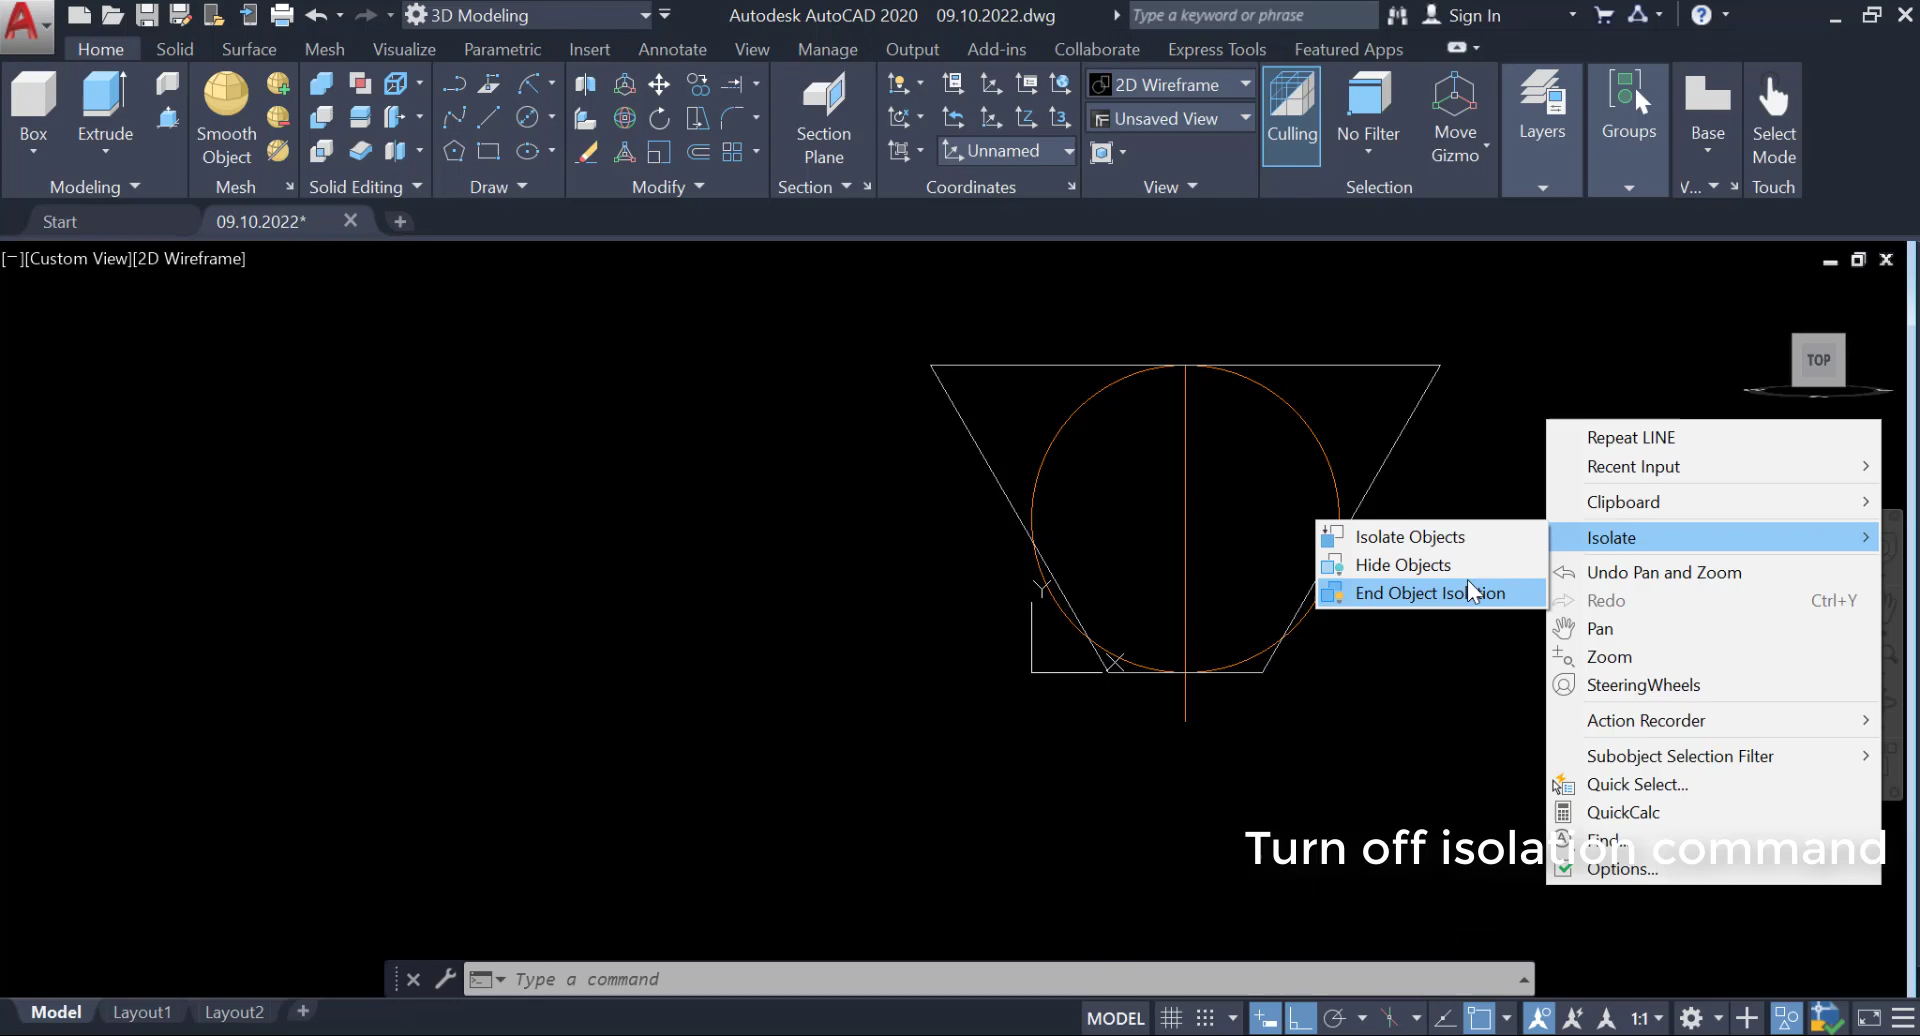 3D Modeling
Autodesk AutoCAD 2020 09.10.2022.dwg
Type a keyword or phrase
Sign In
Home Solid Surface Mesh Visualize Parametric Insert Annotate View Manage Output Add-ins Collaborate Express Tools Featured Apps
Box
Extrude
Smooth
Object
Section
Plane
Unnamed
2D Wireframe
Unsaved View
Culling
No Filter
Move
Gizmo
Layers
Groups
Base
Select
Mode
Modeling
Mesh
Solid Editing
Draw
Modify
Section
Coordinates
View
Selection
V...
Touch
Start
09.10.2022*
[−][Custom View][2D Wireframe]
TOP
Y
X
Isolate Objects
Hide Objects
End Object Isolation
Repeat LINE
Recent Input
Clipboard
Isolate
Undo Pan and Zoom
Redo Ctrl+Y
Pan
Zoom
SteeringWheels
Action Recorder
Subobject Selection Filter
Quick Select...
QuickCalc
Find...
Options...
Turn off isolation command
Type a command
Model Layout1 Layout2
MODEL
1:1